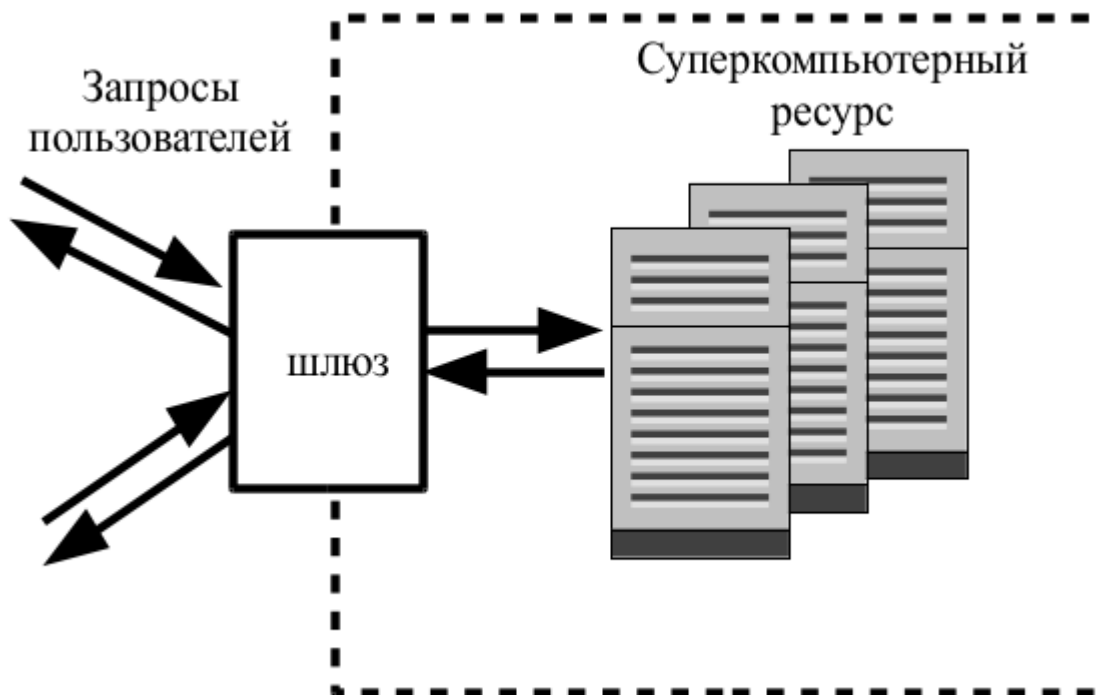 Запросы
пользователей
Суперкомпьютерный
ресурс
шлюз